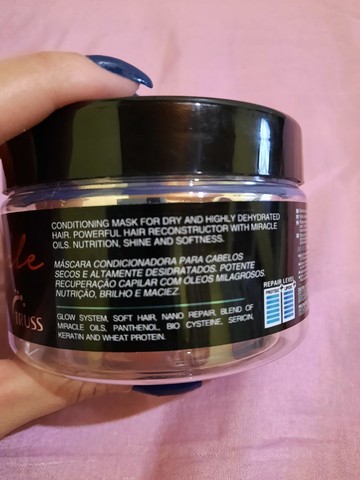 CONDITIONING MASK FOR DRY AND HIGHLY DEHYDRATED
HAIR, POWERFUL HAIR RECONSTRUCTOR WITH MIRACLE
OILS. NUTRITION, SHINE AND SOFTNESS.
MÁSCARA CONDICIONADORA PARA CABELOS
SECOS E ALTAMENTE DESIDRATADOS. POTENTE
RECUPERAÇÃO CAPILAR COM ÓLEOS MILAGROSOS.
NUTRIÇÃO, BRILHO E MACIEZ.
GLOW SYSTEM, SOFT HAIR, NANO REPAIR, BLEND OF
MIRACLE OILS, PANTHENOL, BIO CYSTEINE, SERICIN,
KERATIN AND WHEAT PROTEIN.
TRUSS
REPAIR LEVEL